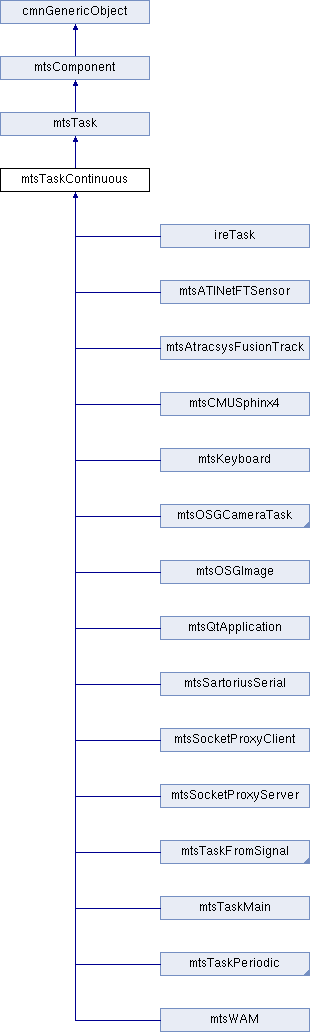 cmnGenericObject
mtsComponent
mtsTask
mtsTaskContinuous
ireTask
mtsATINetFTSensor
mtsAtracsysFusionTrack
mtsCMUSphinx4
mtsKeyboard
mtsOSGCameraTask
mtsOSGImage
mtsQtApplication
mtsSartoriusSerial
mtsSocketProxyClient
mtsSocketProxyServer
mtsTaskFromSignal
mtsTaskMain
mtsTaskPeriodic
mtsWAM